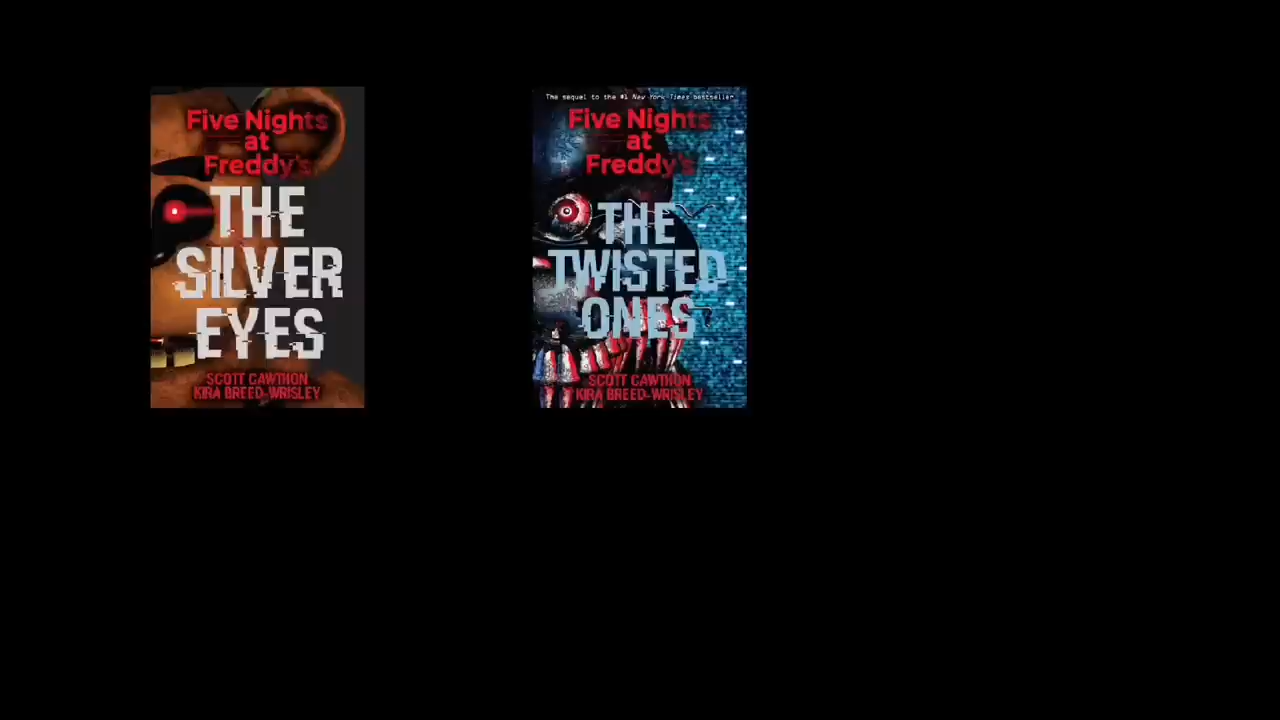 Five Nights
at
Freddy's
THE
SILVER
EYES
SCOTT CAWTHON
KIRA BREED-WRISLEY
The sequel to the #1 New York Times bestseller
Five Nights
at
Freddy's
THE
TWISTED
ONES
SCOTT CAWTHON
KIRA BREED-WRISLEY